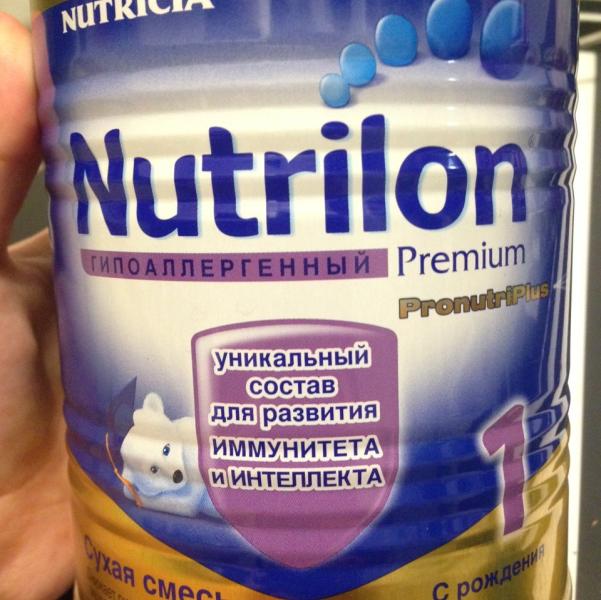 NUTRICIA
Nutrilon
ГИПОАЛЛЕРГЕННЫЙ Premium
PronutriPlus
уникальный
состав
для развития
ИММУНИТЕТА
и ИНТЕЛЛЕКТА
1
Сухая смесь
С рождения